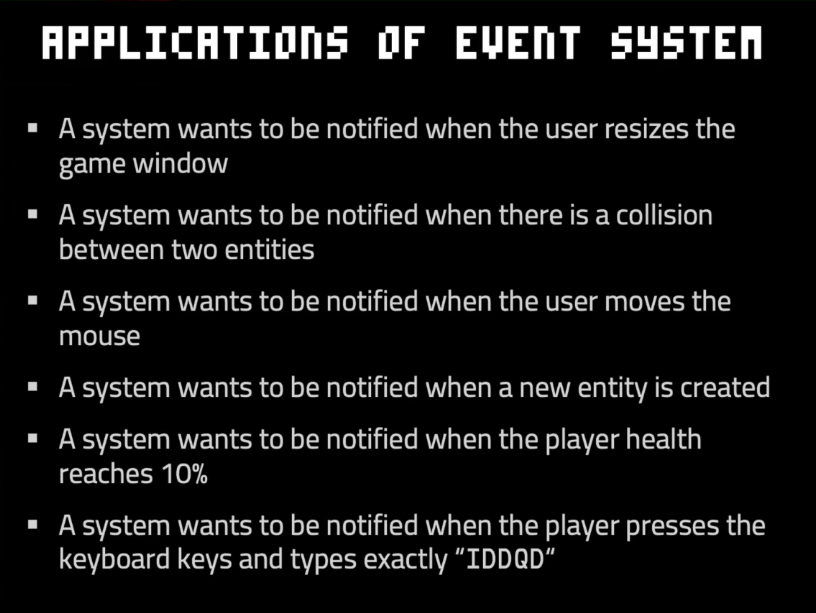 APPLICATIONS OF EVENT SYSTEM
▪ A system wants to be notified when the user resizes the
game window
▪ A system wants to be notified when there is a collision
between two entities
▪ A system wants to be notified when the user moves the
mouse
▪ A system wants to be notified when a new entity is created
▪ A system wants to be notified when the player health
reaches 10%
▪ A system wants to be notified when the player presses the
keyboard keys and types exactly “IDDQD“